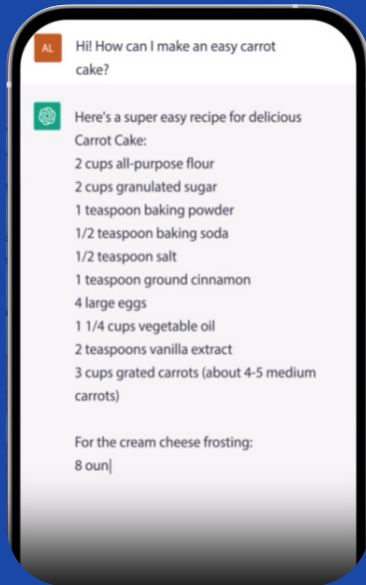 AL
Hi! How can I make an easy carrot
cake?
Here's a super easy recipe for delicious
Carrot Cake:
2 cups all-purpose flour
2 cups granulated sugar
1 teaspoon baking powder
1/2 teaspoon baking soda
1/2 teaspoon salt
1 teaspoon ground cinnamon
4 large eggs
1 1/4 cups vegetable oil
2 teaspoons vanilla extract
3 cups grated carrots (about 4-5 medium
carrots)
For the cream cheese frosting:
8 oun